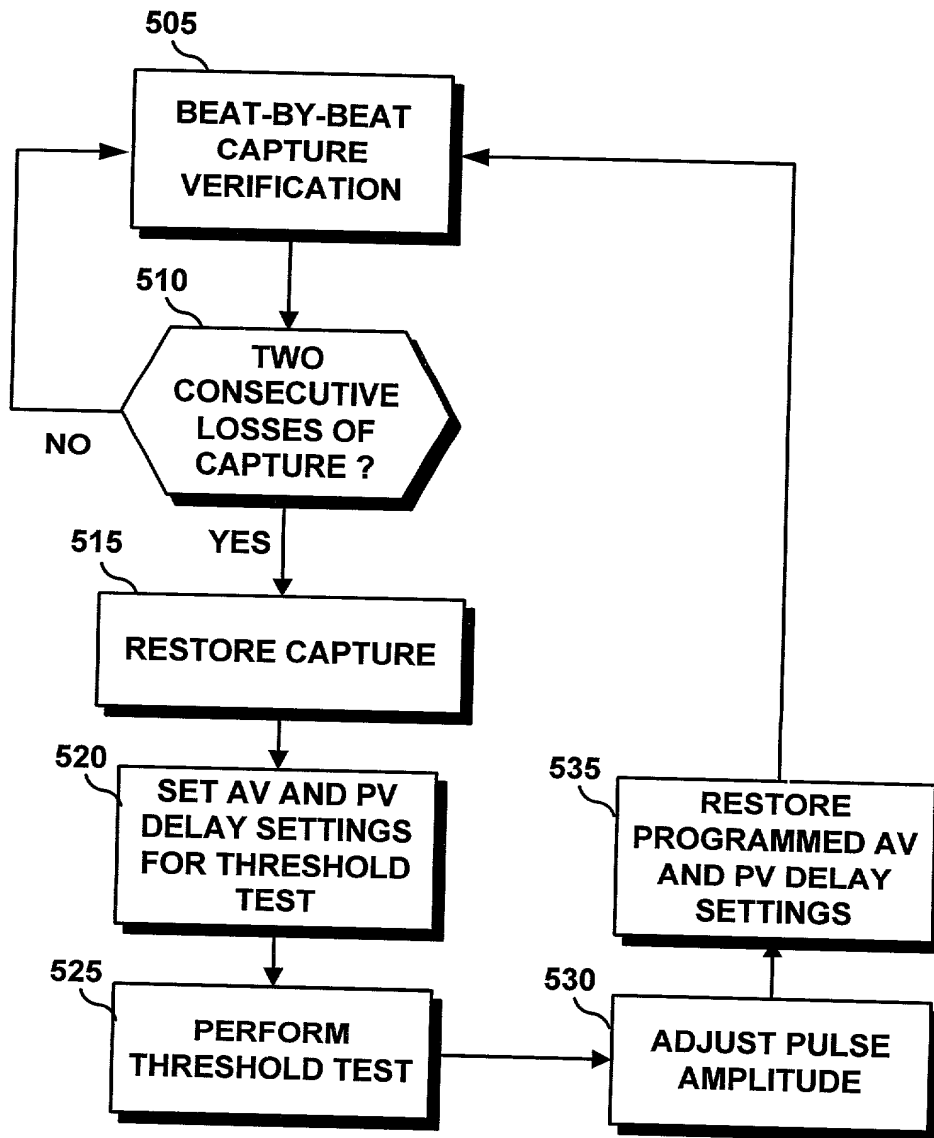 505
BEAT-BY-BEAT
CAPTURE
VERIFICATION
510
TWO
CONSECUTIVE
LOSSES OF
CAPTURE ?
NO
YES
515
RESTORE CAPTURE
520
SET AV AND PV
DELAY SETTINGS
FOR THRESHOLD
TEST
525
PERFORM
THRESHOLD TEST
530
ADJUST PULSE
AMPLITUDE
535
RESTORE
PROGRAMMED AV
AND PV DELAY
SETTINGS